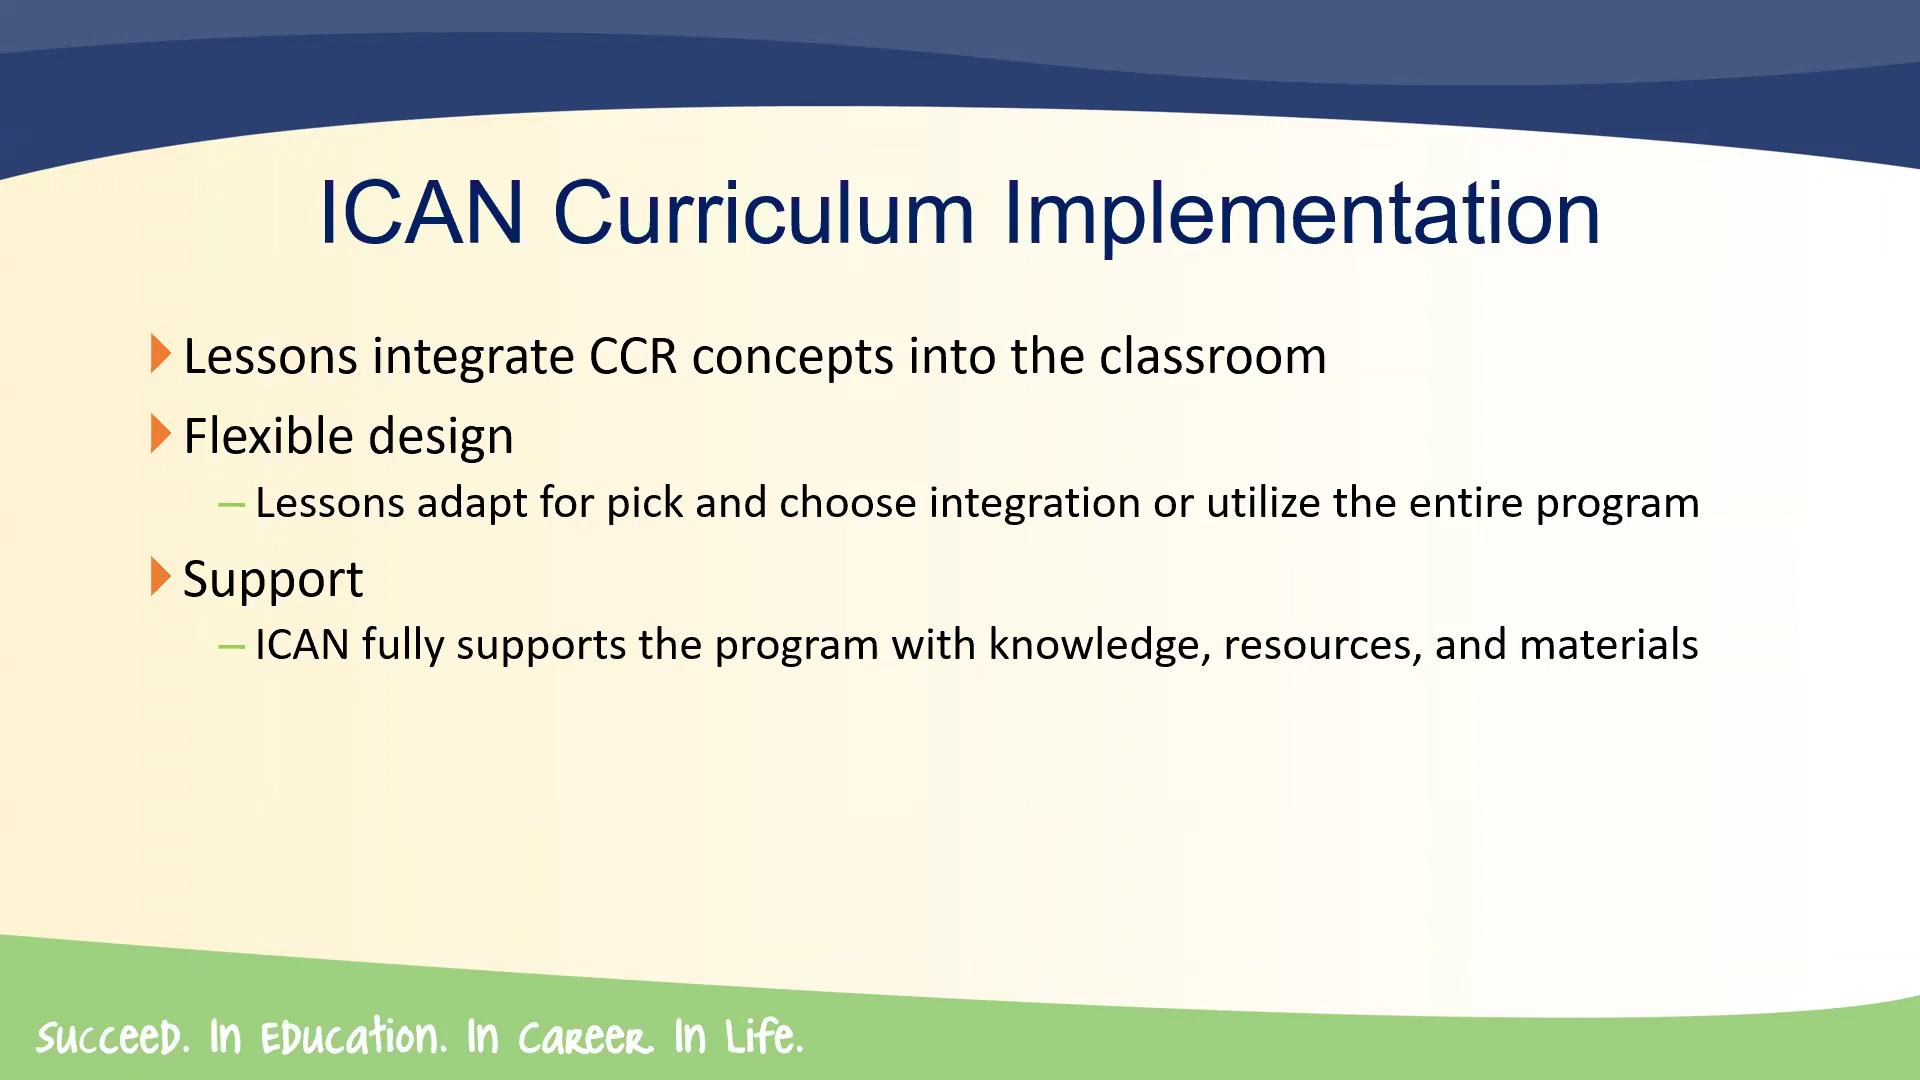 ICAN Curriculum Implementation
Lessons integrate CCR concepts into the classroom
Flexible design
– Lessons adapt for pick and choose integration or utilize the entire program
Support
– ICAN fully supports the program with knowledge, resources, and materials
Succeed. In Education. In Career. In Life.